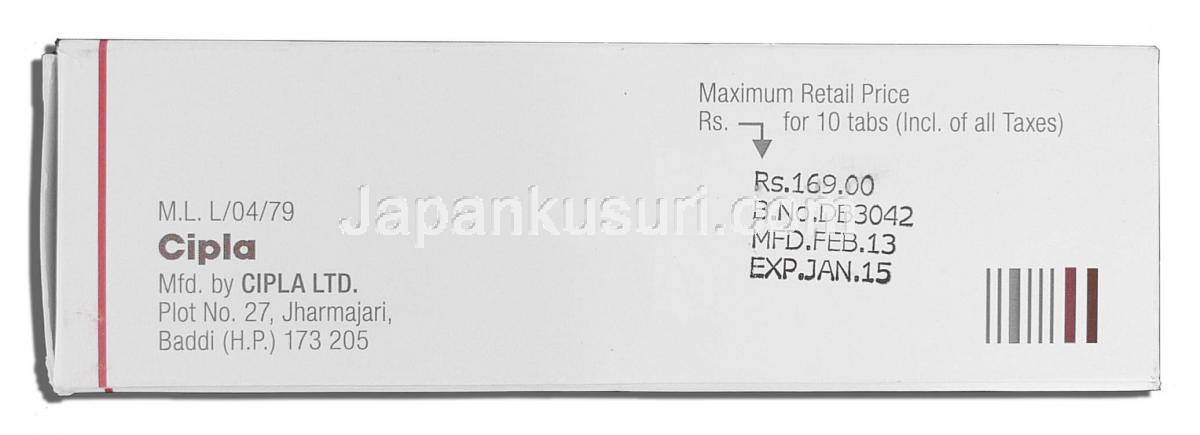 Maximum Retail Price
Rs. for 10 tabs (Incl. of all Taxes)
Rs.169.00
B.No.DB3042
MFD.FEB.13
EXP.JAN.15
M.L. L/04/79
Cipla
Mfd. by CIPLA LTD.
Plot No. 27, Jharmajari,
Baddi (H.P.) 173 205
Japankusuri.com